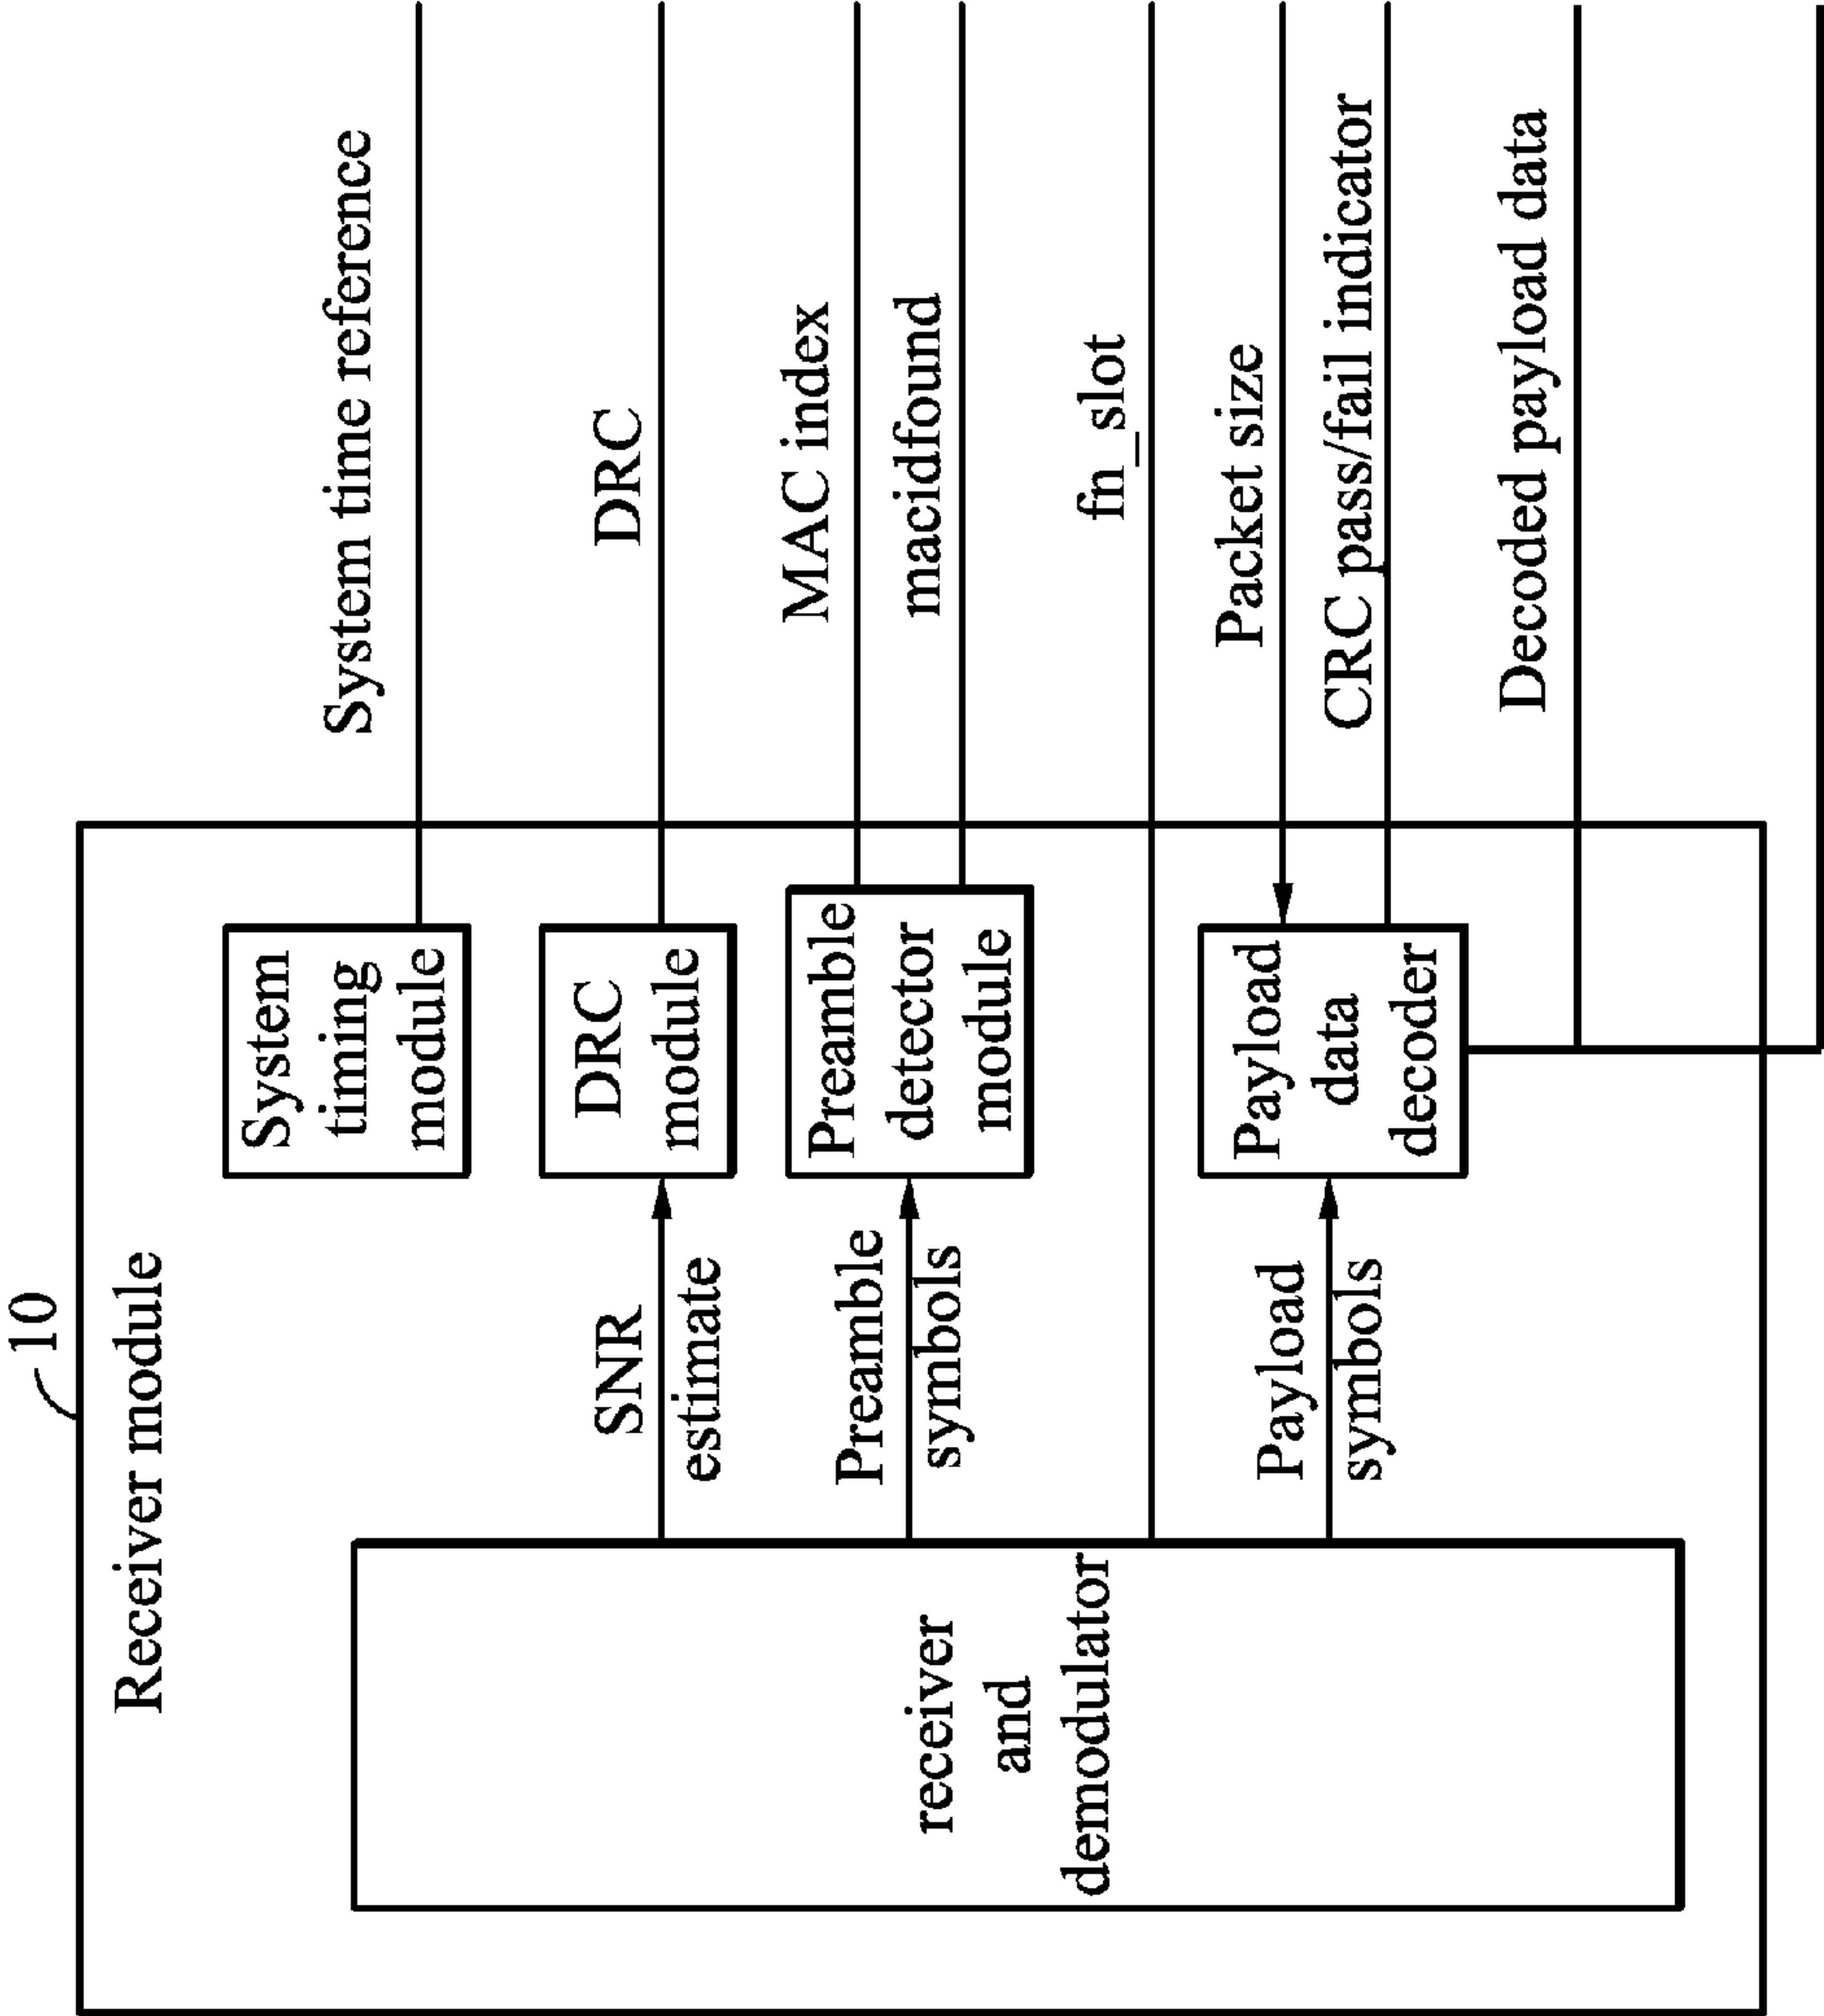 10
Receiver module
receiver
and
demodulator
SNR
estimate
Preamble
symbols
Payload
symbols
System
timing
module
DRC
module
Preamble
detector
module
Payload
data
decoder
System time reference
DRC
MAC index
macidfound
fn_slot
Packet size
CRC pass/fail indicator
Decoded payload data